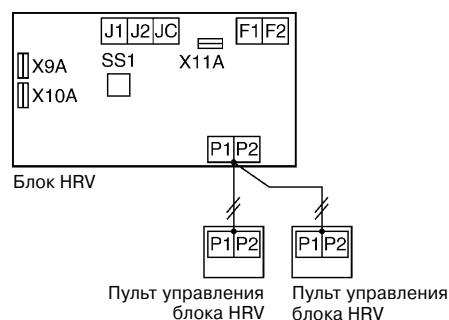 J1 J2 JC
F1 F2
SS1
X11A
X9A
X10A
P1 P2
Блок HRV
P1 P2
P1 P2
Пульт управления
блока HRV
Пульт управления
блока HRV